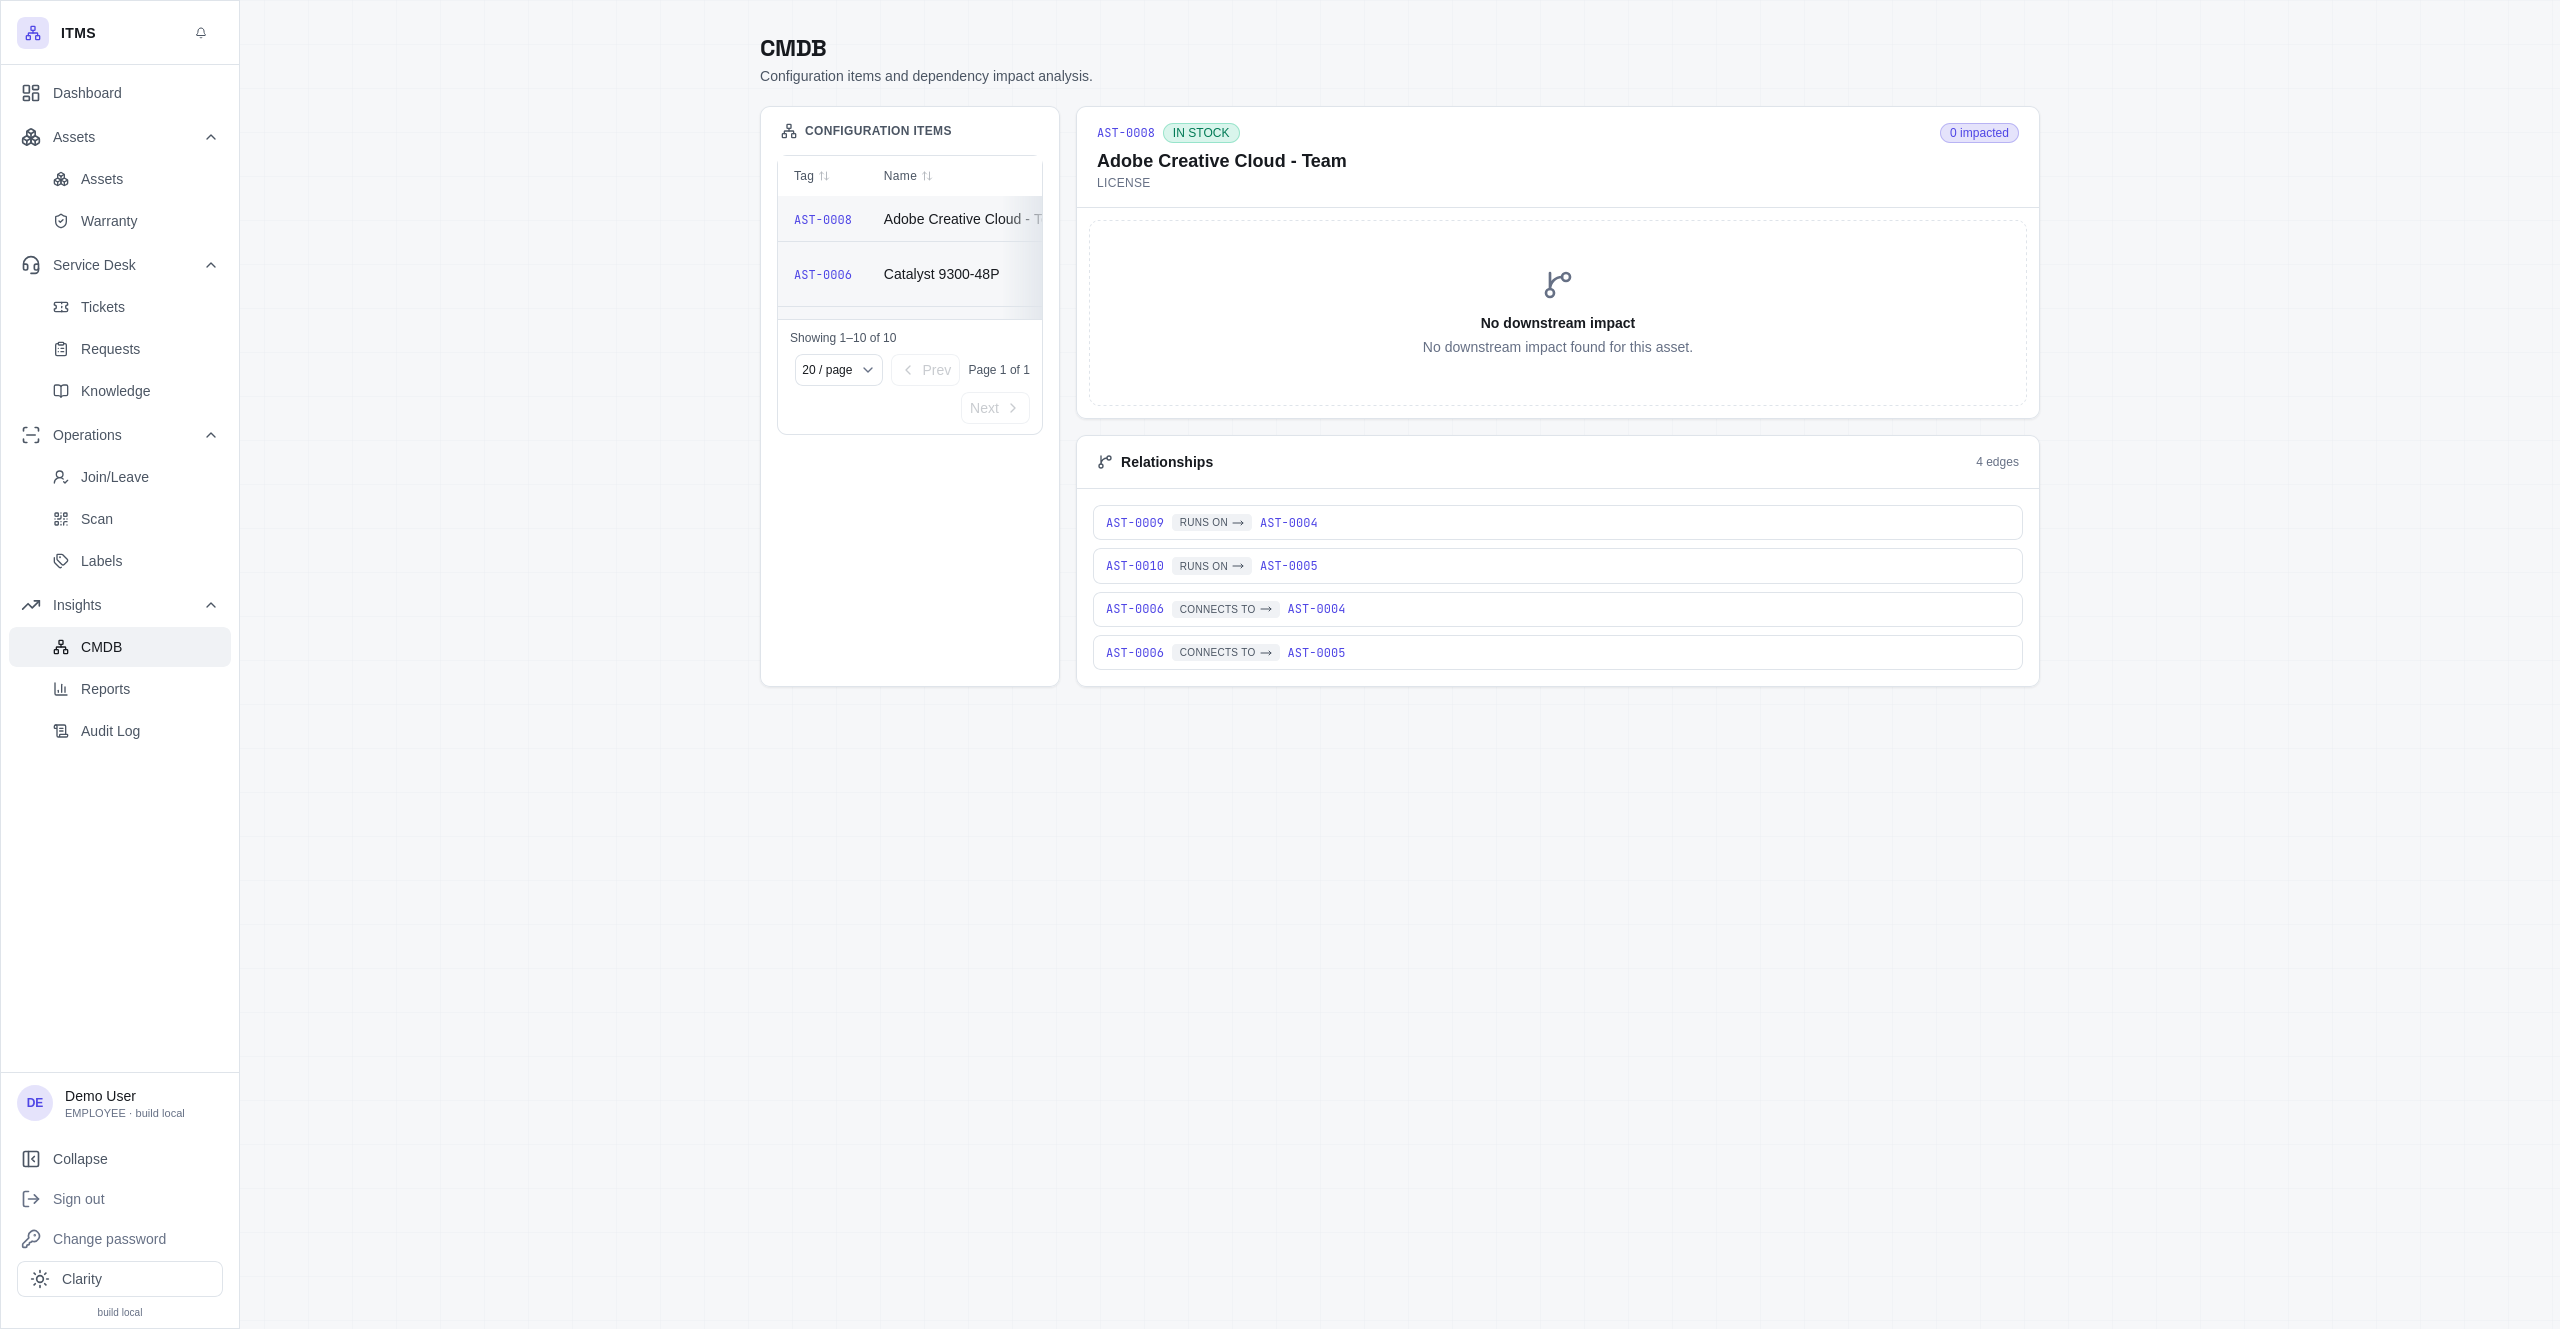 ITMS
Dashboard
Assets
Assets
Warranty
Service Desk
Tickets
Requests
Knowledge
Operations
Join/Leave
Scan
Labels
Insights
CMDB
Reports
Audit Log
DE
Demo User
EMPLOYEE · build local
Collapse
Sign out
Change password
Clarity
build local
CMDB
Configuration items and dependency impact analysis.
CONFIGURATION ITEMS
Tag Name
AST-0008 Adobe Creative Cloud - T
AST-0006 Catalyst 9300-48P
Showing 1–10 of 10
20 / page Prev Page 1 of 1
Next
AST-0008 IN STOCK 0 impacted
Adobe Creative Cloud - Team
LICENSE
No downstream impact
No downstream impact found for this asset.
Relationships 4 edges
AST-0009 RUNS ON → AST-0004
AST-0010 RUNS ON → AST-0005
AST-0006 CONNECTS TO → AST-0004
AST-0006 CONNECTS TO → AST-0005